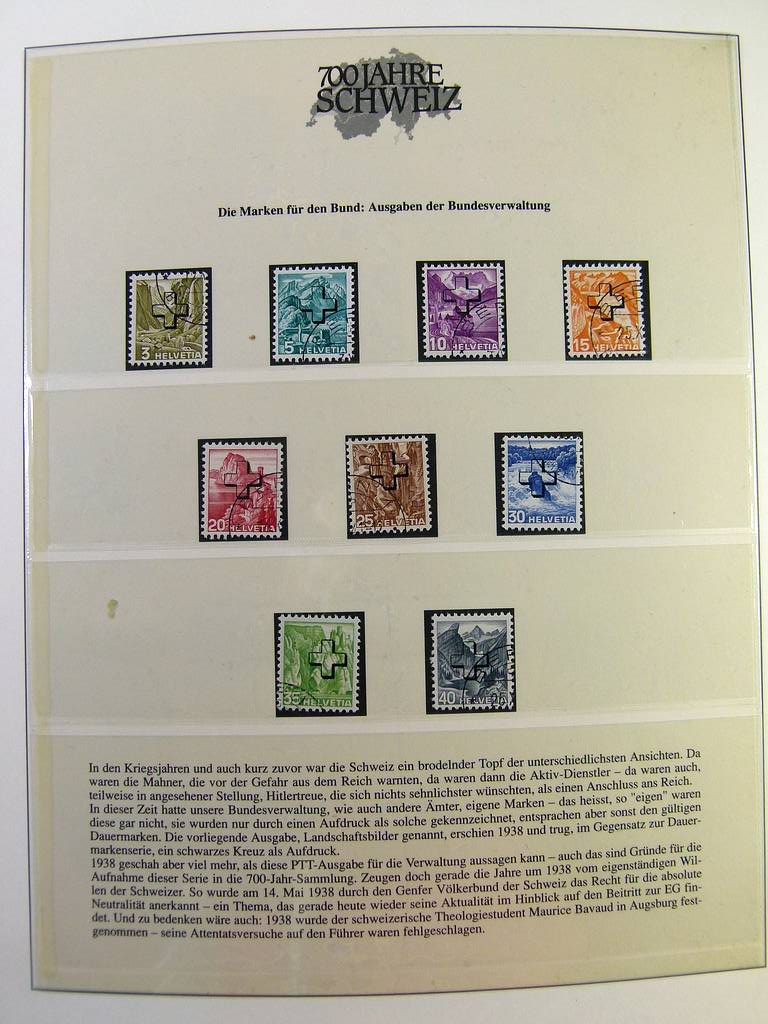 700 JAHRE
SCHWEIZ
Die Marken für den Bund: Ausgaben der Bundesverwaltung
3 HELVETIA
5 HELVETIA
10 HELVETIA
15 HELVETIA
20 HELVETIA
25 HELVETIA
30 HELVETIA
35 HELVETIA
40 HELVETIA
In den Kriegsjahren und auch kurz zuvor war die Schweiz ein brodelnder Topf der unterschiedlichsten Ansichten. Da
waren die Mahner, die vor der Gefahr aus dem Reich warnten, da waren dann die Aktiv-Dienstler – da waren auch,
teilweise in angesehener Stellung, Hitlertreue, die sich nichts sehnlichster wünschten, als einen Anschluss ans Reich.
In dieser Zeit hatte unsere Bundesverwaltung, wie auch andere Ämter, eigene Marken – das heisst, so "eigen" waren
diese gar nicht, sie wurden nur durch einen Aufdruck als solche gekennzeichnet, entsprachen aber sonst den gültigen
Dauermarken. Die vorliegende Ausgabe, Landschaftsbilder genannt, erschien 1938 und trug, im Gegensatz zur Dauer-
markenserie, ein schwarzes Kreuz als Aufdruck.
1938 geschah aber viel mehr, als diese PTT-Ausgabe für die Verwaltung aussagen kann – auch das sind Gründe für die
Aufnahme dieser Serie in die 700-Jahr-Sammlung. Zeugen doch gerade die Jahre um 1938 vom eigenständigen Wil-
len der Schweizer. So wurde am 14. Mai 1938 durch den Genfer Völkerbund der Schweiz das Recht für die absolute
Neutralität anerkannt – ein Thema, das gerade heute wieder seine Aktualität im Hinblick auf den Beitritt zur EG fin-
det. Und zu bedenken wäre auch: 1938 wurde der schweizerische Theologiestudent Maurice Bavaud in Augsburg fest-
genommen – seine Attentatsversuche auf den Führer waren fehlgeschlagen.